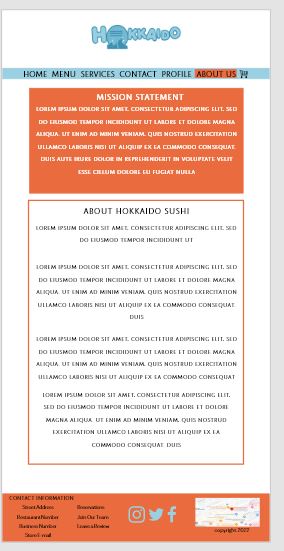 HOKKAIDO
HOME MENU SERVICES CONTACT PROFILE ABOUT US
MISSION STATEMENT
LOREM IPSUM DOLOR SIT AMET, CONSECTETUR ADIPISCING ELIT, SED
DO EIUSMOD TEMPOR INCIDIDUNT UT LABORE ET DOLORE MAGNA
ALIQUA. UT ENIM AD MINIM VENIAM, QUIS NOSTRUD EXERCITATION
ULLAMCO LABORIS NISI UT ALIQUIP EX EA COMMODO CONSEQUAT.
DUIS AUTE IRURE DOLOR IN REPREHENDERIT IN VOLUPTATE VELIT
ESSE CILLUM DOLORE EU FUGIAT NULLA
ABOUT HOKKAIDO SUSHI
LOREM IPSUM DOLOR SIT AMET, CONSECTETUR ADIPISCING ELIT, SED
DO EIUSMOD TEMPOR INCIDIDUNT UT
LOREM IPSUM DOLOR SIT AMET, CONSECTETUR ADIPISCING ELIT, SED
DO EIUSMOD TEMPOR INCIDIDUNT UT LABORE ET DOLORE MAGNA
ALIQUA. UT ENIM AD MINIM VENIAM, QUIS NOSTRUD EXERCITATION
ULLAMCO LABORIS NISI UT ALIQUIP EX EA COMMODO CONSEQUAT.
DUIS
LOREM IPSUM DOLOR SIT AMET, CONSECTETUR ADIPISCING ELIT, SED
DO EIUSMOD TEMPOR INCIDIDUNT UT LABORE ET DOLORE MAGNA
ALIQUA. UT ENIM AD MINIM VENIAM, QUIS NOSTRUD EXERCITATION
ULLAMCO LABORIS NISI UT ALIQUIP EX EA COMMODO CONSEQUAT
LOREM IPSUM DOLOR SIT AMET, CONSECTETUR ADIPISCING ELIT,
SED DO EIUSMOD TEMPOR INCIDIDUNT UT LABORE ET DOLORE
MAGNA ALIQUA. UT ENIM AD MINIM VENIAM, QUIS NOSTRUD
EXERCITATION ULLAMCO LABORIS NISI UT ALIQUIP EX EA
COMMODO CONSEQUAT. DUIS
CONTACT INFORMATION
Street Address
Restaurant Number
Business Number
Store E-mail
Reservations
Join Our Team
Leave a Review
copyright 2022